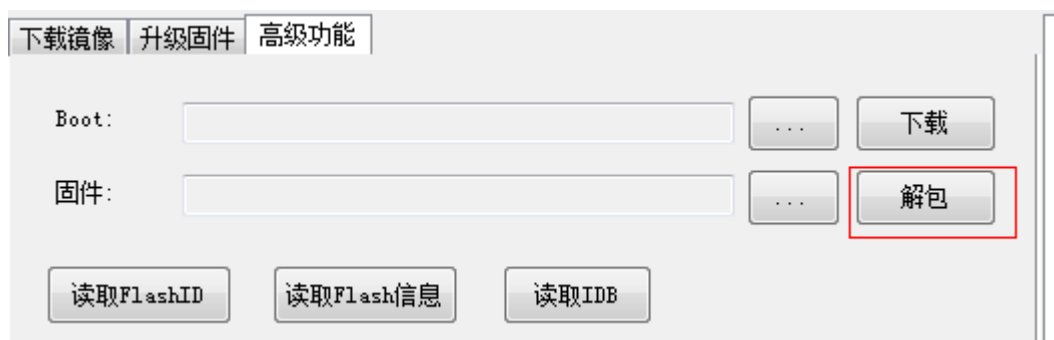 下载镜像 升级固件 高级功能
Boot: ... 下载
固件: ... 解包
读取FlashID 读取Flash信息 读取IDB